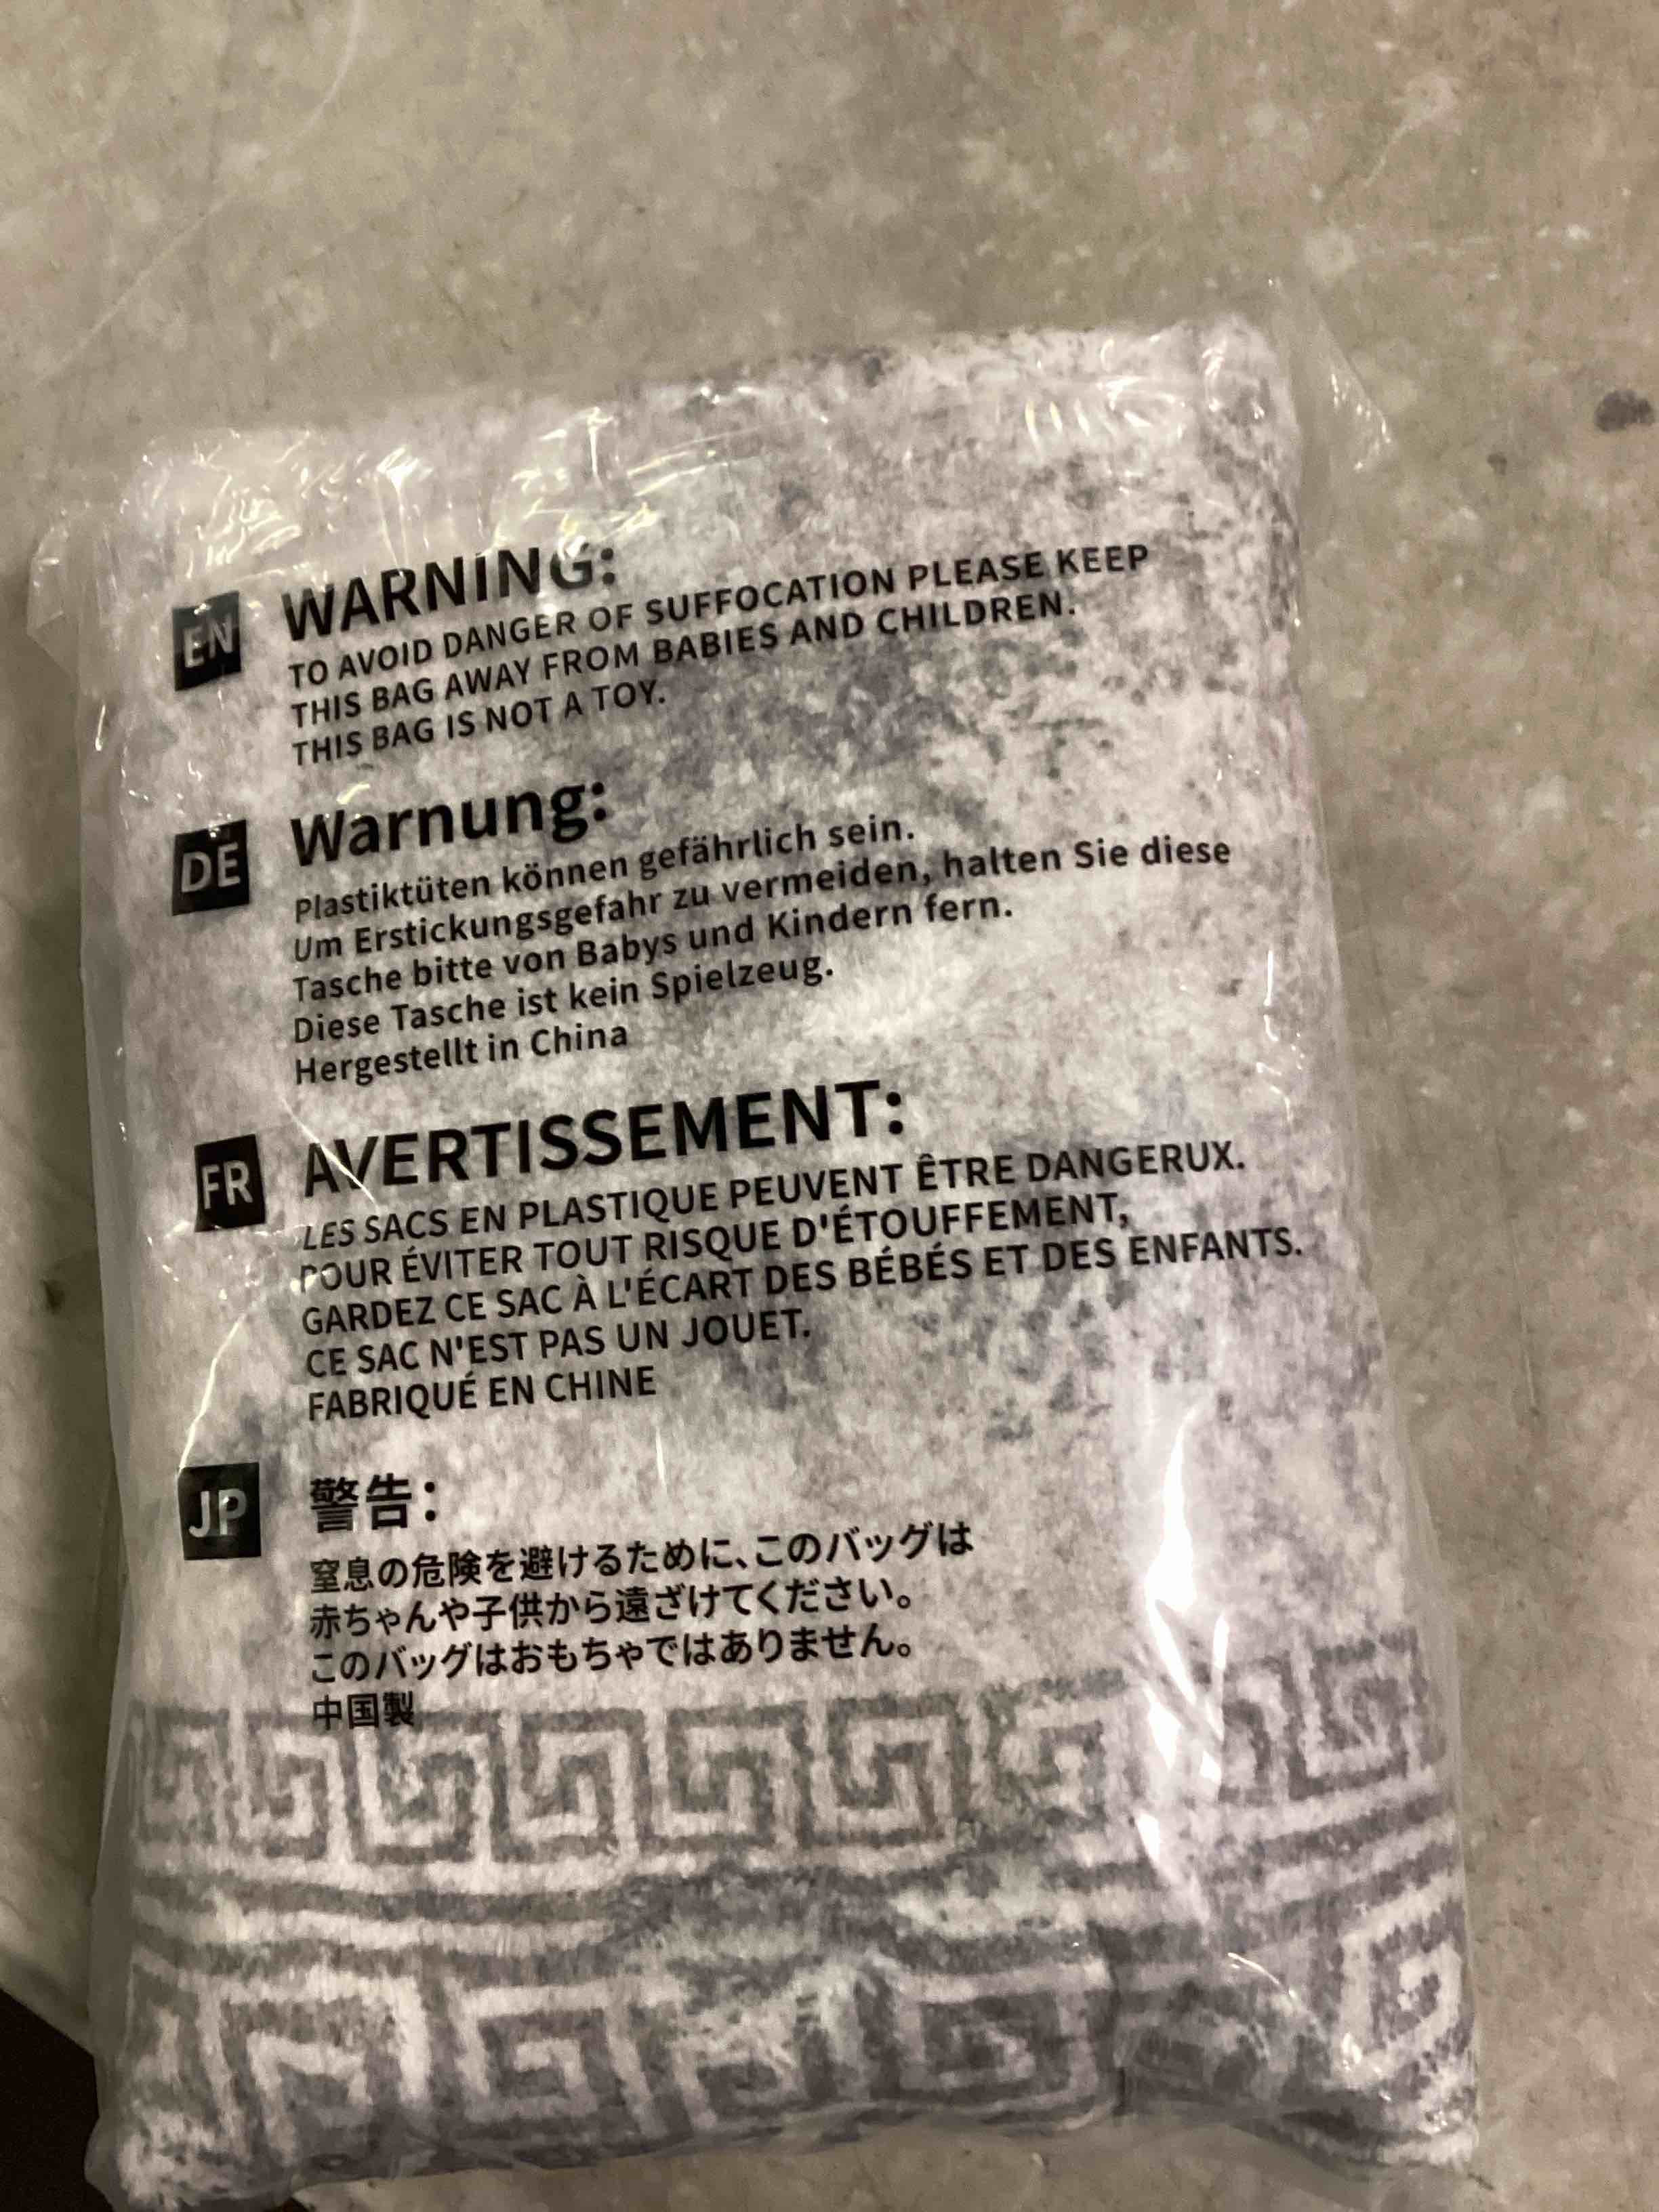 EN
WARNING:
TO AVOID DANGER OF SUFFOCATION PLEASE KEEP
THIS BAG AWAY FROM BABIES AND CHILDREN.
THIS BAG IS NOT A TOY.
DE
Warnung:
Plastiktüten können gefährlich sein.
Um Erstickungsgefahr zu vermeiden, halten Sie diese
Tasche bitte von Babys und Kindern fern.
Diese Tasche ist kein Spielzeug.
Hergestellt in China
FR
AVERTISSEMENT:
LES SACS EN PLASTIQUE PEUVENT ÊTRE DANGERUX.
POUR ÉVITER TOUT RISQUE D'ÉTOUFFEMENT,
GARDEZ CE SAC À L'ÉCART DES BÉBÉS ET DES ENFANTS.
CE SAC N'EST PAS UN JOUET.
FABRIQUÉ EN CHINE
JP
警告:
窒息の危険を避けるために、このバッグは
赤ちゃんや子供から遠ざけてください。
このバッグはおもちゃではありません。
中国製